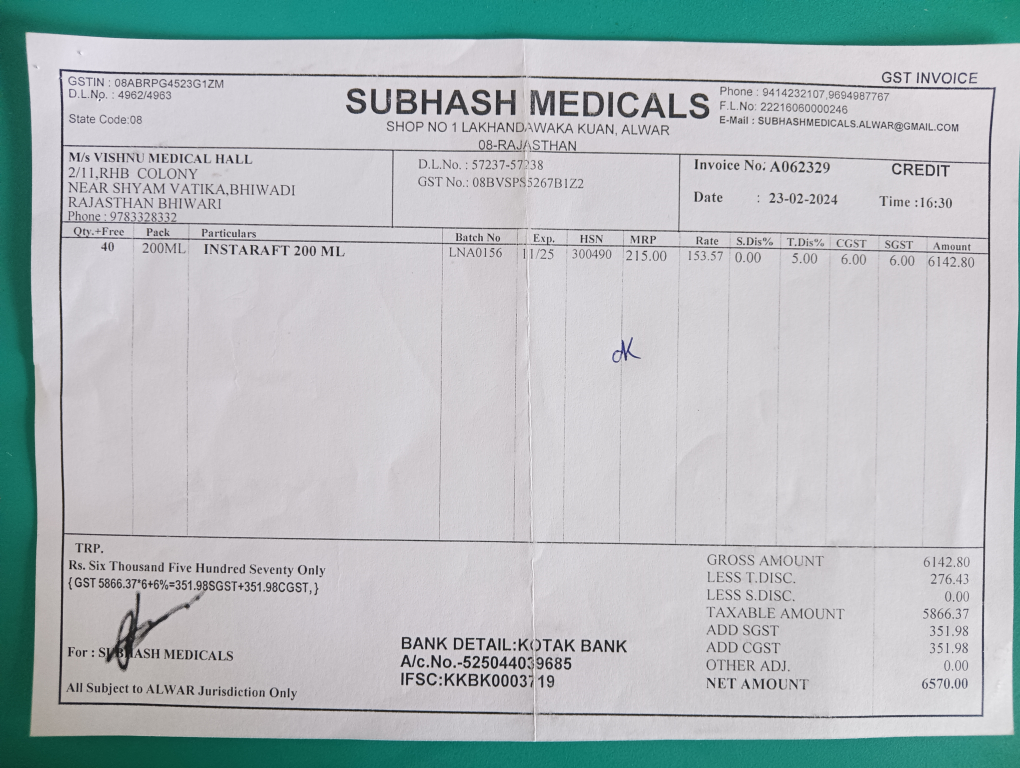 GST INVOICE
GSTIN : 08ABRPG4523G1ZM
D.L.No. : 4962/4963
State Code:08
SUBHASH MEDICALS
SHOP NO 1 LAKHANDAWAKA KUAN, ALWAR
08-RAJASTHAN
Phone : 9414232107,9694987767
F.L.No: 22216060000246
E-Mail : SUBHASHMEDICALS.ALWAR@GMAIL.COM
M/s VISHNU MEDICAL HALL
2/11,RHB COLONY
NEAR SHYAM VATIKA,BHIWADI
RAJASTHAN BHIWARI
Phone : 9783328332
D.L.No. : 57237-57238
GST No.: 08BVSPS5267B1Z2
Invoice No: A062329 CREDIT
Date : 23-02-2024 Time :16:30
Qty.+Free Pack Particulars Batch No Exp. HSN MRP Rate S.Dis% T.Dis% CGST SGST Amount
40 200ML INSTARAFT 200 ML LNA0156 11/25 300490 215.00 153.57 0.00 5.00 6.00 6.00 6142.80
TRP.
Rs. Six Thousand Five Hundred Seventy Only
{ GST 5866.37*6+6%=351.98SGST+351.98CGST, }
For : SUBHASH MEDICALS
All Subject to ALWAR Jurisdiction Only
BANK DETAIL:KOTAK BANK
A/c.No.-525044039685
IFSC:KKBK0003719
GROSS AMOUNT 6142.80
LESS T.DISC. 276.43
LESS S.DISC. 0.00
TAXABLE AMOUNT 5866.37
ADD SGST 351.98
ADD CGST 351.98
OTHER ADJ. 0.00
NET AMOUNT 6570.00